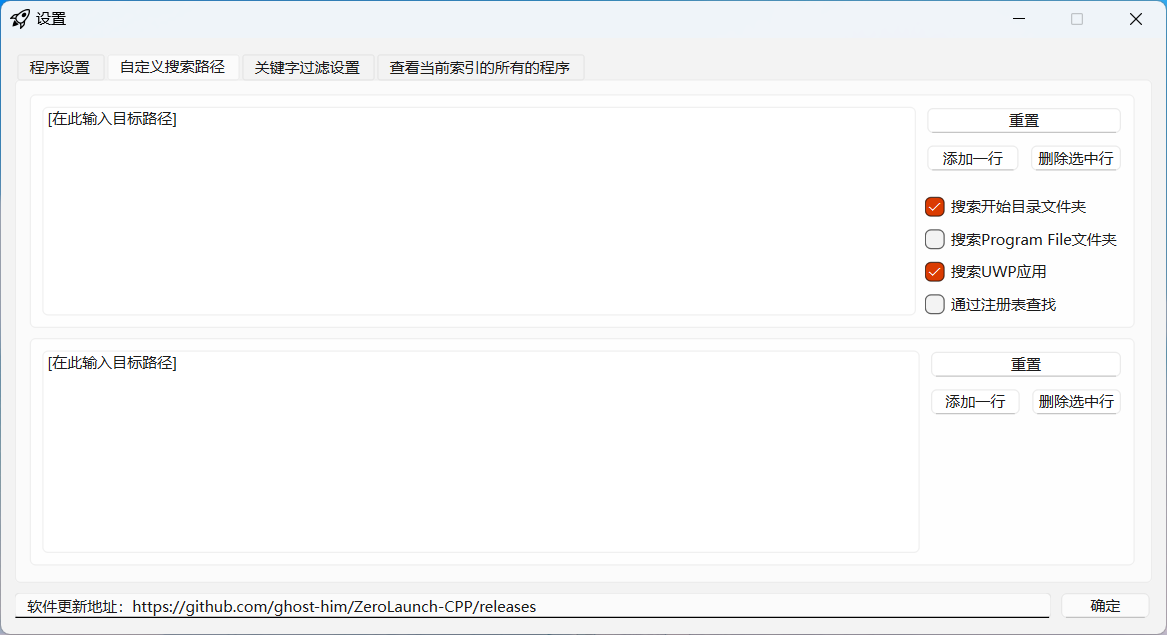 设置
程序设置 自定义搜索路径 关键字过滤设置 查看当前索引的所有的程序
[在此输入目标路径]
重置
添加一行 删除选中行
搜索开始目录文件夹
搜索Program File文件夹
搜索UWP应用
通过注册表查找
[在此输入目标路径]
重置
添加一行 删除选中行
软件更新地址：https://github.com/ghost-him/ZeroLaunch-CPP/releases
确定